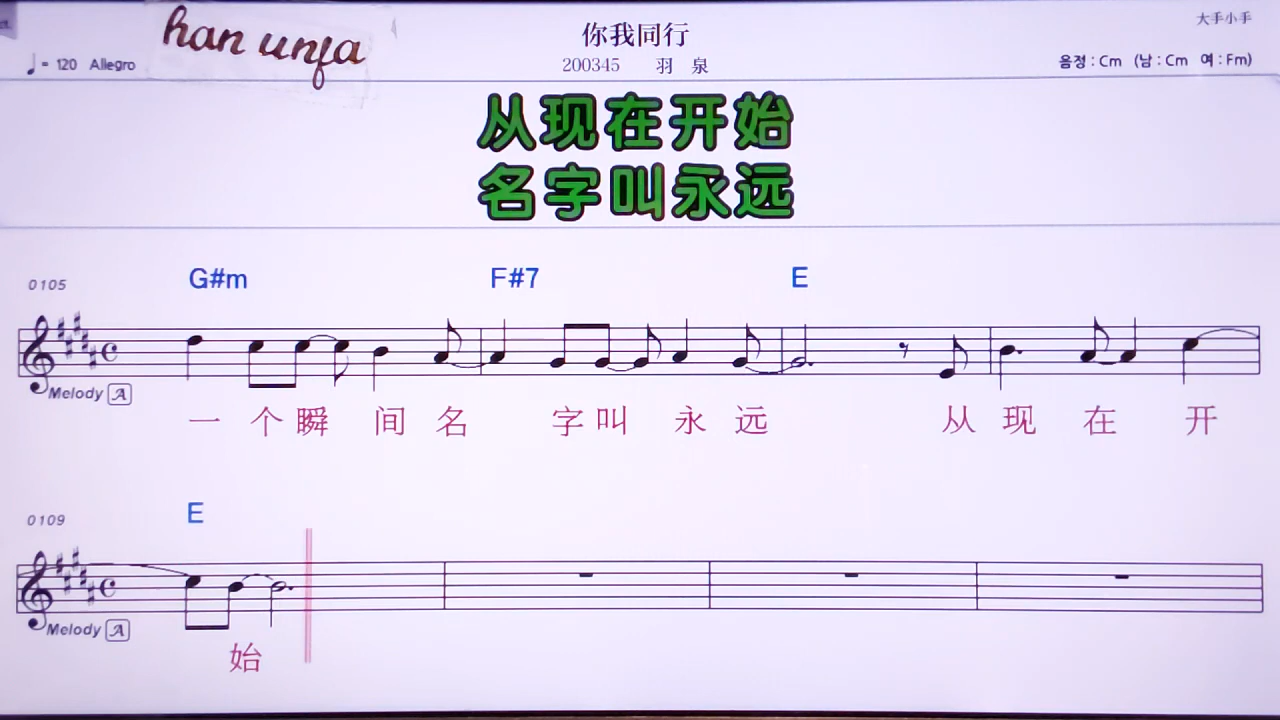 han unfa
你我同行
大手小手
♩= 120 Allegro
200345 羽 泉
음정 : Cm (남 : Cm 여 : Fm)
从现在开始
名字叫永远
0105
G#m F#7 E
Melody A
一 个 瞬 间 名 字 叫 永 远 从 现 在 开
0109
E
Melody A
始